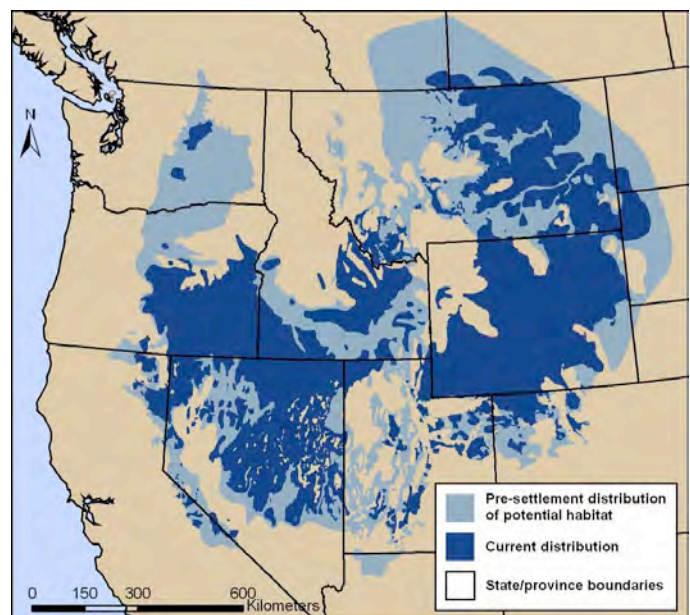 N
Pre-settlement distribution
of potential habitat
Current distribution
State/province boundaries
0 150 300 600
Kilometers